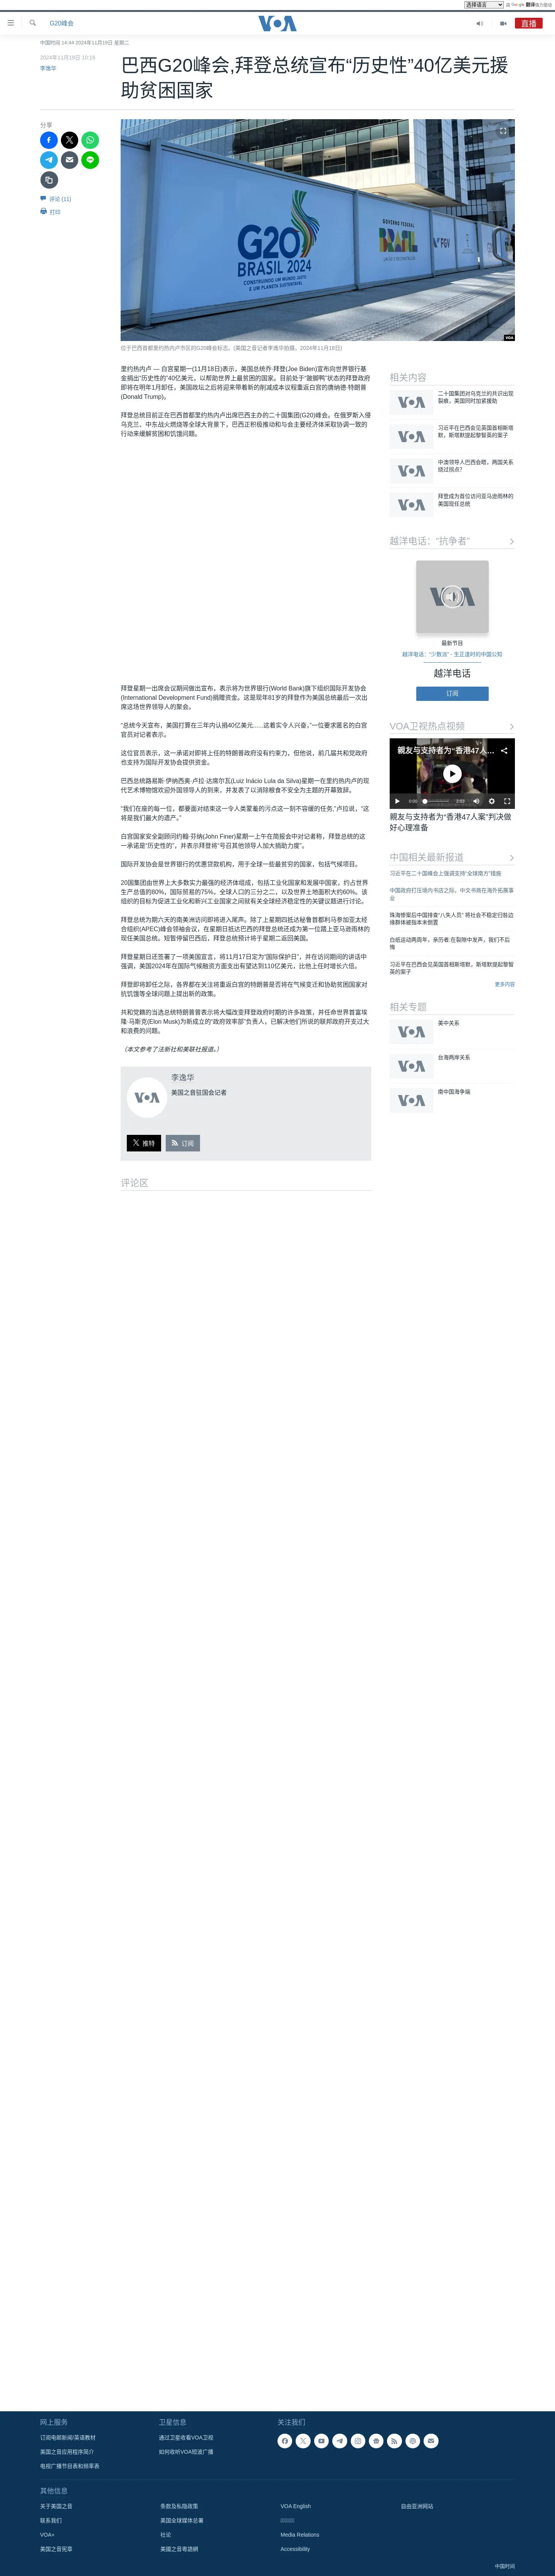 选择语言
由 Google 翻译强力驱动
G20峰会
VOA
直播
中国时间 14:44 2024年11月19日 星期二
2024年11月19日 10:19
李逸华
巴西G20峰会,拜登总统宣布“历史性”40亿美元援
助贫困国家
分享
评论 (11)
打印
G20
BRASIL 2024
CONSTRUINDO UM MUNDO JUSTO
BRASIL
FGV
VOA
位于巴西首都里约热内卢市区的G20峰会标志。(美国之音记者李逸华拍摄。2024年11月18日)
里约热内卢 — 白宫星期一(11月18日)表示，美国总统乔·拜登(Joe Biden)宣布向世界银行基
金捐出“历史性的”40亿美元，以帮助世界上最贫困的国家。目前处于“跛脚鸭”状态的拜登政府
即将在明年1月卸任，美国政坛之后将迎来带着新的削减成本的议程重返白宫的唐纳德·特朗普
(Donald Trump)。
拜登总统目前正在巴西首都里约热内卢出席巴西主办的二十国集团(G20)峰会。在俄罗斯入侵
乌克兰、中东战火燃烧等全球大背景下，巴西正积极推动和与会主要经济体采取协调一致的
行动来缓解贫困和饥饿问题。
拜登星期一出席会议期间做出宣布，表示将为世界银行(World Bank)旗下组织国际开发协会
(International Development Fund)捐赠资金。对于即将年满81岁的拜登作为美国总统最后一次出
席这场世界领导人的聚会。
“总统今天宣布，美国打算在三年内认捐40亿美元......这着实令人兴奋，”一位要求匿名的白宫
官员对记者表示。
这位官员表示，这一承诺对即将上任的特朗普政府没有约束力，但他说，前几届共和党政府
也支持为国际开发协会提供资金。
巴西总统路易斯·伊纳西奥·卢拉·达席尔瓦(Luiz Inácio Lula da Silva)星期一在里约热内卢的现
代艺术博物馆欢迎外国领导人的到来，并发表了以消除粮食不安全为主题的开幕致辞。
“我们在座的每一位，都要面对结束这一令人类蒙羞的污点这一刻不容缓的任务，”卢拉说，“这
将是我们最大的遗产。”
白宫国家安全副顾问约翰·芬纳(John Finer)星期一上午在简报会中对记者称，拜登总统的这
一承诺是“历史性的”，并表示拜登将“号召其他领导人加大捐助力度”。
国际开发协会是世界银行的优惠贷款机构，用于全球一些最贫穷的国家，包括气候项目。
20国集团由世界上大多数实力最强的经济体组成，包括工业化国家和发展中国家，约占世界
生产总值的80%，国际贸易的75%，全球人口的三分之二，以及世界土地面积大约60%。该
组织的目标为促进工业化和新兴工业国家之间就有关全球经济稳定的关键议题进行讨论。
拜登总统为期六天的南美洲访问即将进入尾声。除了上星期四抵达秘鲁首都利马参加亚太经
合组织(APEC)峰会领袖会议，在星期日抵达巴西的拜登总统还成为第一位踏上亚马逊雨林的
现任美国总统。短暂停留巴西后，拜登总统预计将于星期二返回美国。
拜登星期日还签署了一项美国宣言，将11月17日定为“国际保护日”，并在访问期间的讲话中
强调，美国2024年在国际气候融资方面支出有望达到110亿美元、比他上任时增长六倍。
拜登即将卸任之际，各界都在关注将重返白宫的特朗普是否将在气候变迁和协助贫困国家对
抗饥饿等全球问题上提出新的政策。
共和党籍的当选总统特朗普表示将大幅改变拜登政府时期的许多政策，并任命世界首富埃
隆·马斯克(Elon Musk)为新成立的“政府效率部”负责人，已解决他们所说的联邦政府开支过大
和浪费的问题。
（本文参考了法新社和美联社报道。）
VOA
李逸华
美国之音驻国会记者
推特
订阅
评论区
相关内容
VOA
二十国集团对乌克兰的共识出现
裂痕，美国同时加紧援助
VOA
习近平在巴西会见英国首相斯塔
默，斯塔默提起黎智英的案子
VOA
中澳领导人巴西会晤，两国关系
绕过拐点?
VOA
拜登成为首位访问亚马逊雨林的
美国现任总统
越洋电话：“抗争者”
VOA
最新节目
越洋电话：“少数派” - 生正逢时的中国公知
越洋电话
订阅
VOA卫视热点视频
親友与支持者为“香港47人...
0:00
2:03
親友与支持者为“香港47人案”判决做
好心理准备
中国相关最新报道
习近平在二十国峰会上强调支持“全球南方”措施
中国政府打压境内书店之际，中文书商在海外拓展事
业
珠海惨案后中国排查“八失人员” 将社会不稳定归咎边
缘群体被指本末倒置
白纸运动两周年，亲历者:在裂隙中发声，我们不后
悔
习近平在巴西会见英国首相斯塔默，斯塔默提起黎智
英的案子
更多内容
相关专题
VOA
美中关系
VOA
台海两岸关系
VOA
南中国海争端
网上服务
订阅电邮新闻/英语教材
美国之音应用程序简介
电视广播节目表和频率表
卫星信息
通过卫星收看VOA卫视
如何收听VOA短波广播
关注我们
其他信息
关于美国之音
条款及私隐政策
VOA English
自由亚洲网站
联系我们
美国全球媒体总署
VOA+
社论
Media Relations
美国之音宪章
美國之音粵語網
Accessibility
中国时间